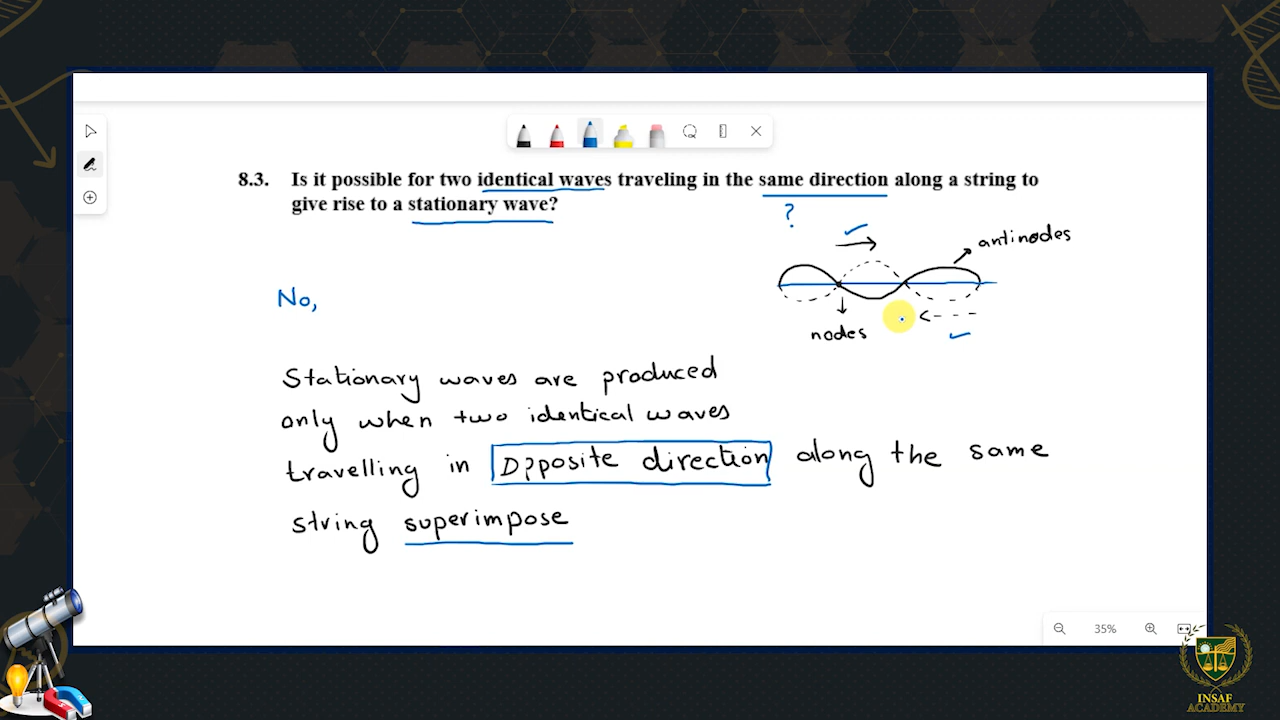 8.3. Is it possible for two identical waves traveling in the same direction along a string to
give rise to a stationary wave?
?
antinodes
nodes
No,
Stationary waves are produced
only when two identical waves
travelling in Opposite direction along the same
string superimpose
35%
INSAF
ACADEMY